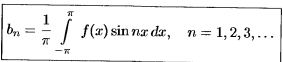 b_n = \frac{1}{\pi} \int_{-\pi}^{\pi} f(x) \sin nx \, dx, \quad n = 1, 2, 3, \ldots